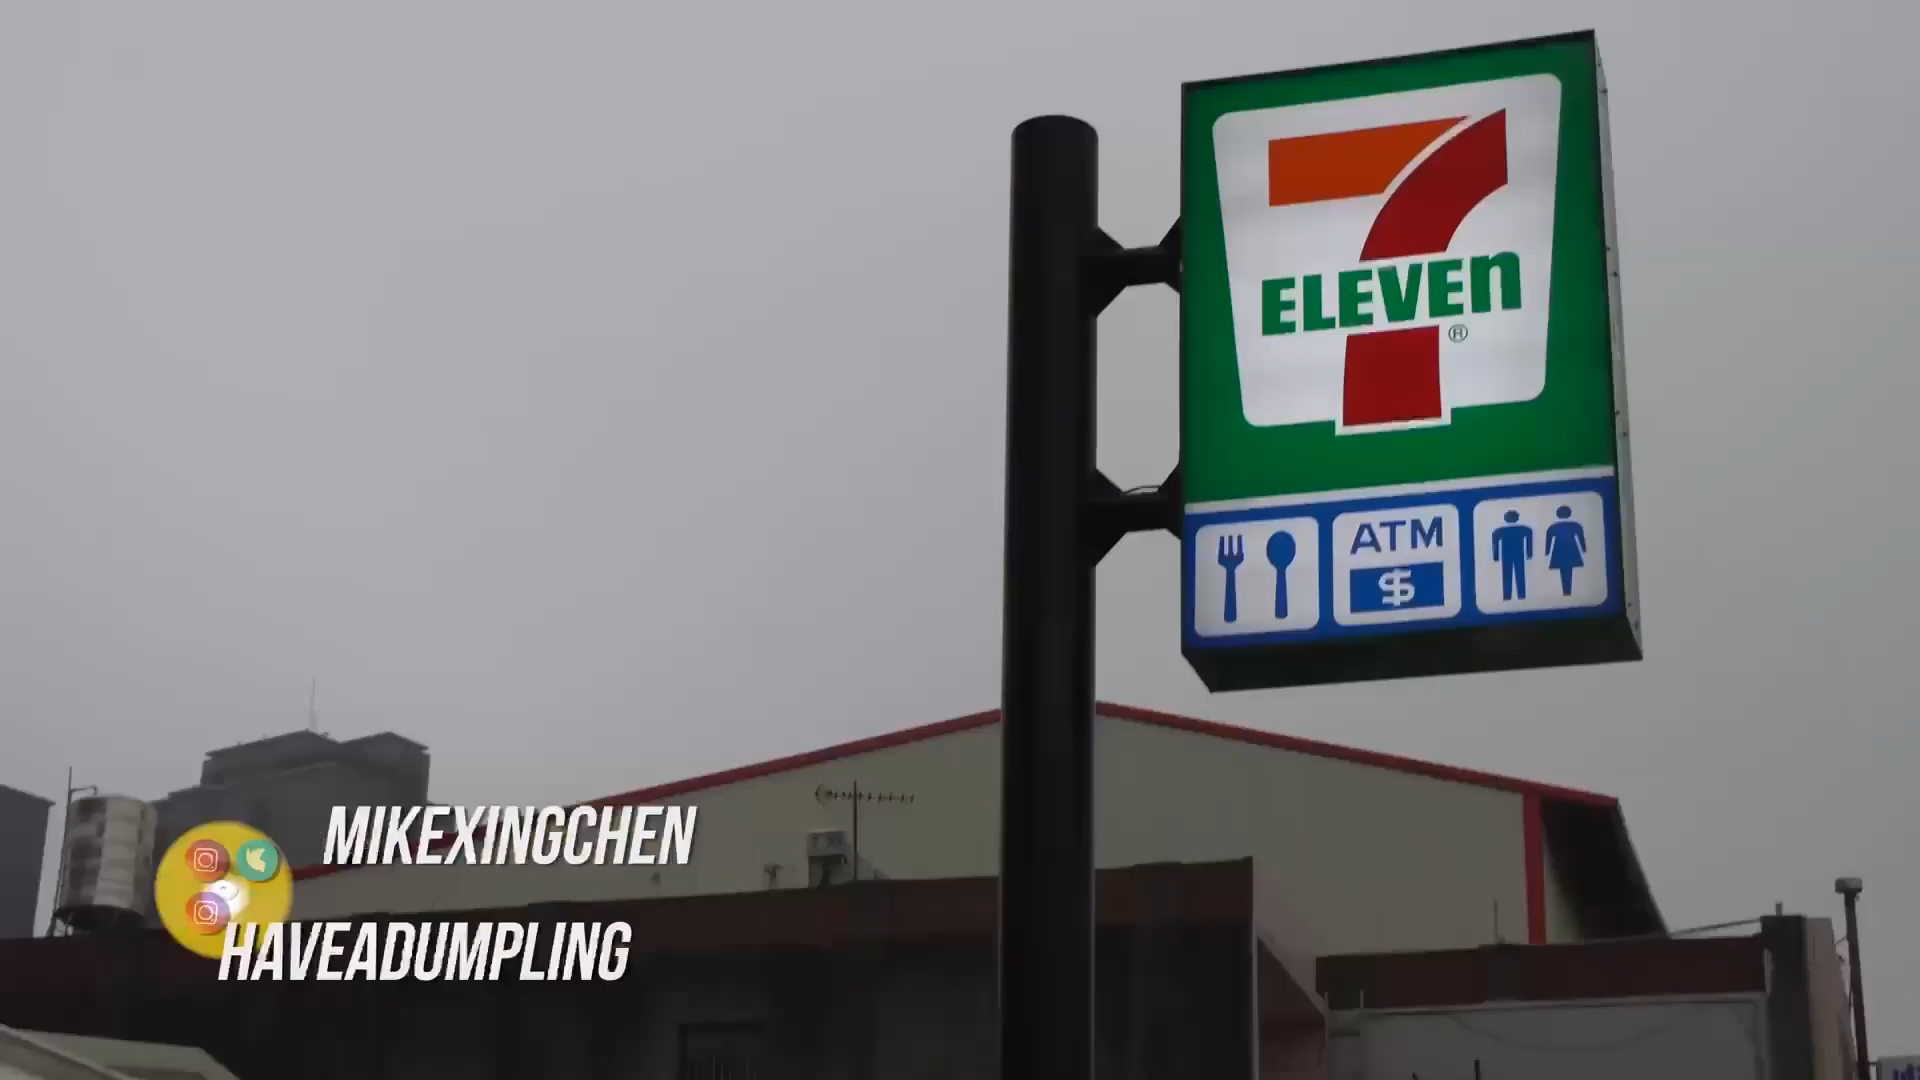 7
ELEVEn
®
ATM
$
MIKEXINGCHEN
HAVEADUMPLING